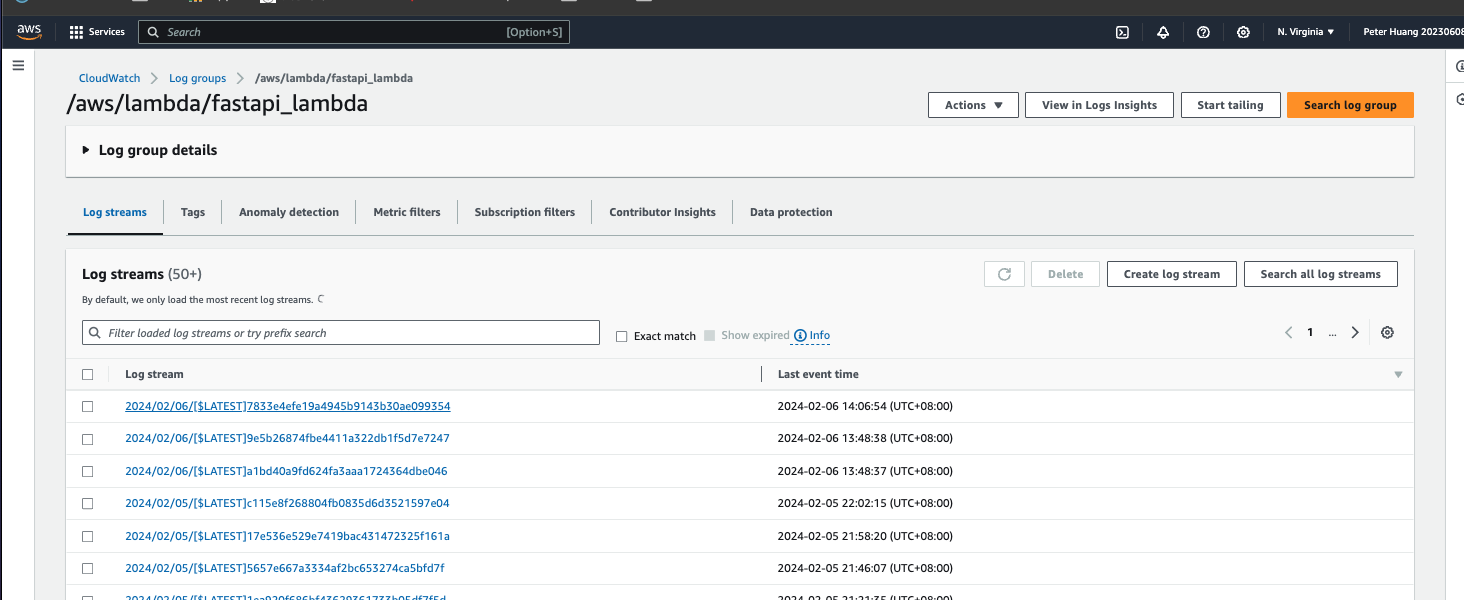 aws
Services
Search [Option+S]
N. Virginia ▼
Peter Huang 2023060
CloudWatch > Log groups > /aws/lambda/fastapi_lambda
/aws/lambda/fastapi_lambda
Actions ▼
View in Logs Insights
Start tailing
Search log group
Log group details
Log streams
Tags
Anomaly detection
Metric filters
Subscription filters
Contributor Insights
Data protection
Log streams (50+)
By default, we only load the most recent log streams.
Delete
Create log stream
Search all log streams
Filter loaded log streams or try prefix search
Exact match
Show expired
Info
1 ...
Log stream
Last event time
2024/02/06/[$LATEST]7833e4efe19a4945b9143b30ae099354 2024-02-06 14:06:54 (UTC+08:00)
2024/02/06/[$LATEST]9e5b26874fbe4411a322db1f5d7e7247 2024-02-06 13:48:38 (UTC+08:00)
2024/02/06/[$LATEST]a1bd40a9fd624fa3aaa1724364dbe046 2024-02-06 13:48:37 (UTC+08:00)
2024/02/05/[$LATEST]c115e8f268804fb0835d6d3521597e04 2024-02-05 22:02:15 (UTC+08:00)
2024/02/05/[$LATEST]17e536e529e7419bac431472325f161a 2024-02-05 21:58:20 (UTC+08:00)
2024/02/05/[$LATEST]5657e667a3334af2bc653274ca5bfd7f 2024-02-05 21:46:07 (UTC+08:00)